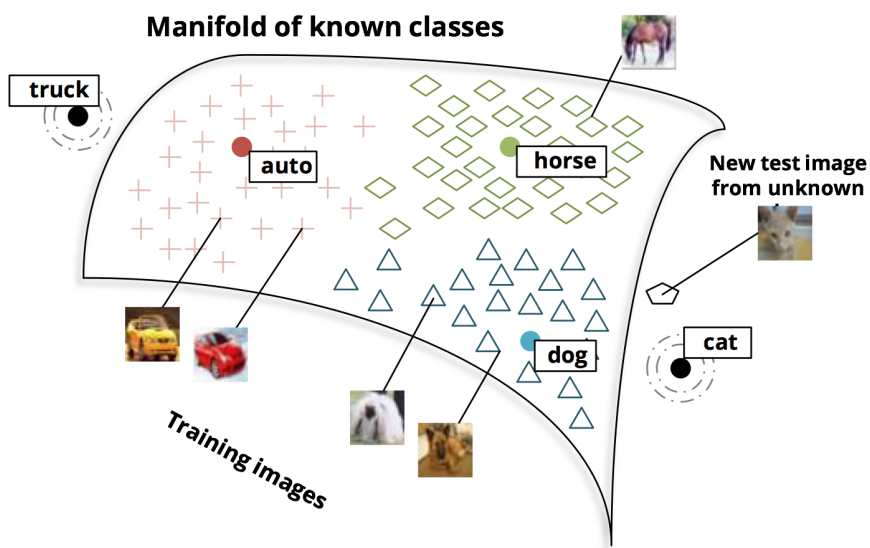 Manifold of known classes
truck
auto
horse
New test image
from unknown
cat
dog
Training images